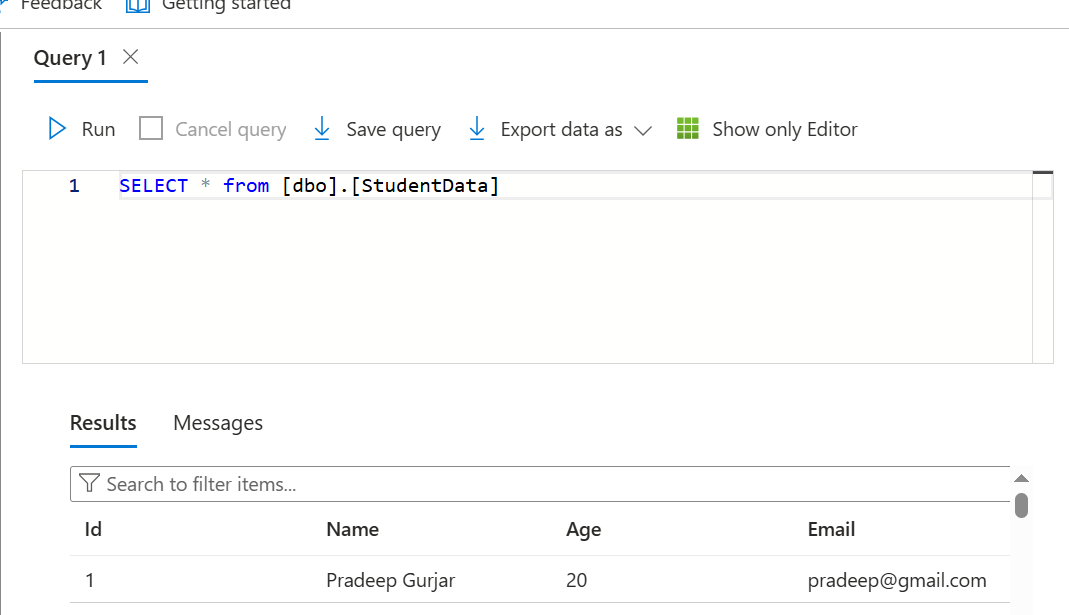 Feedback Getting started
Query 1
Run Cancel query Save query Export data as Show only Editor
1 SELECT * from [dbo].[StudentData]
Results Messages
Search to filter items...
Id Name Age Email
1 Pradeep Gurjar 20 pradeep@gmail.com